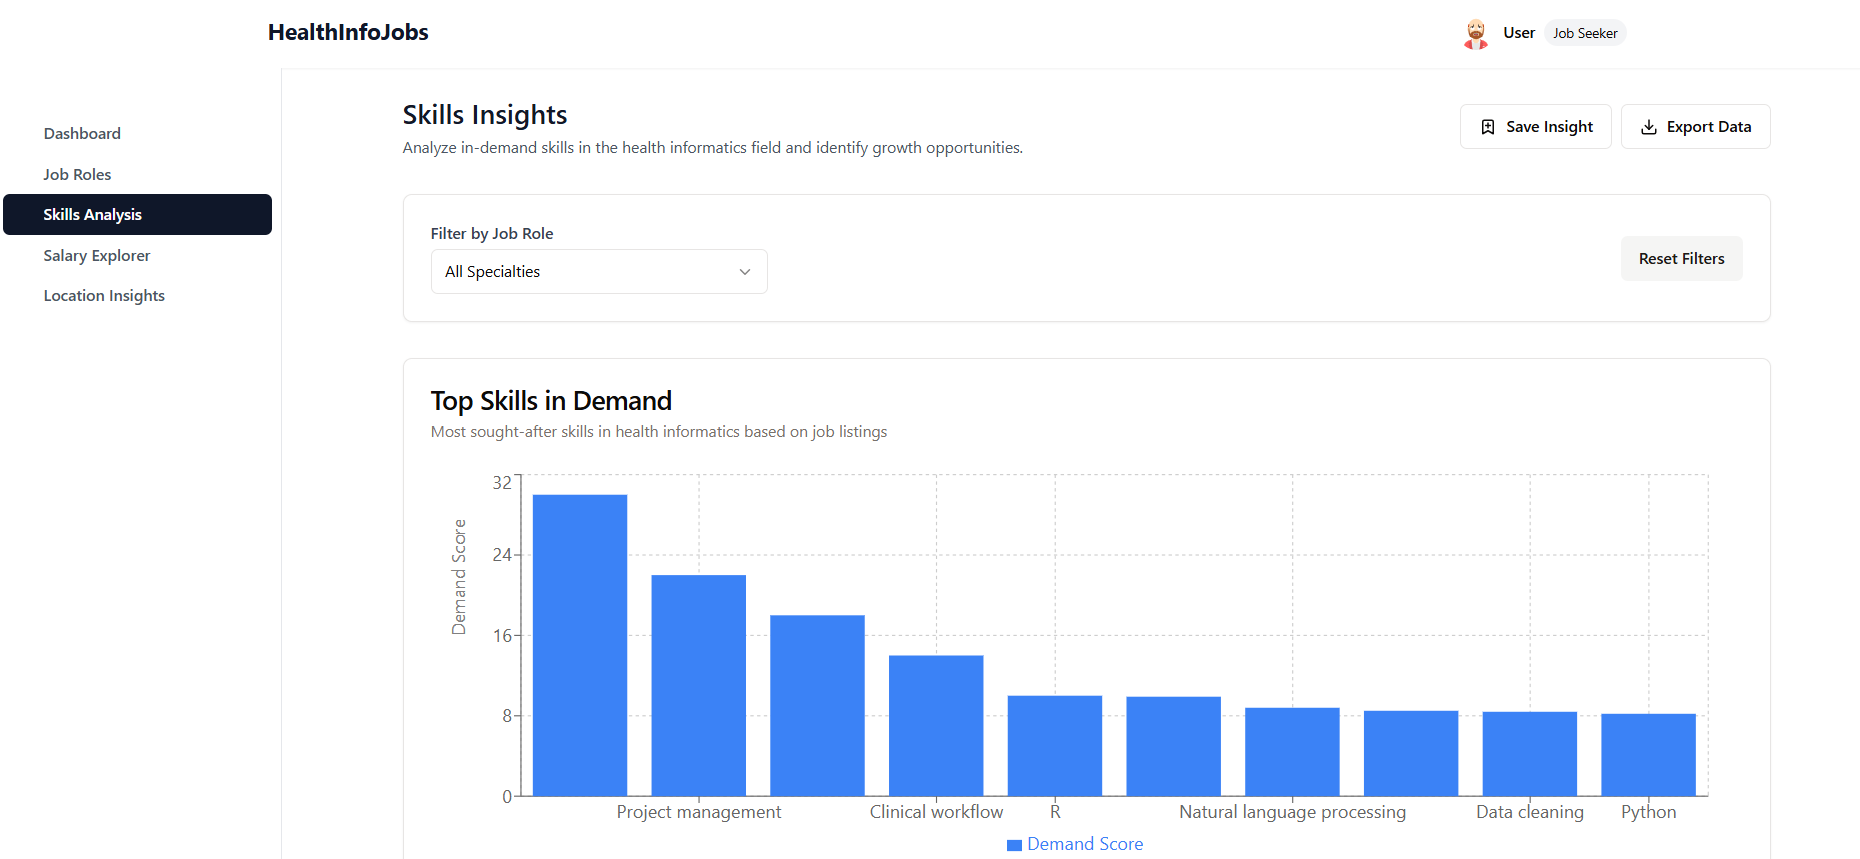 HealthInfoJobs
User
Job Seeker
Dashboard
Job Roles
Skills Analysis
Salary Explorer
Location Insights
Skills Insights
Analyze in-demand skills in the health informatics field and identify growth opportunities.
Save Insight
Export Data
Filter by Job Role
All Specialties
Reset Filters
Top Skills in Demand
Most sought-after skills in health informatics based on job listings
Demand Score
32
24
16
8
0
Project management
Clinical workflow
R
Natural language processing
Data cleaning
Python
Demand Score